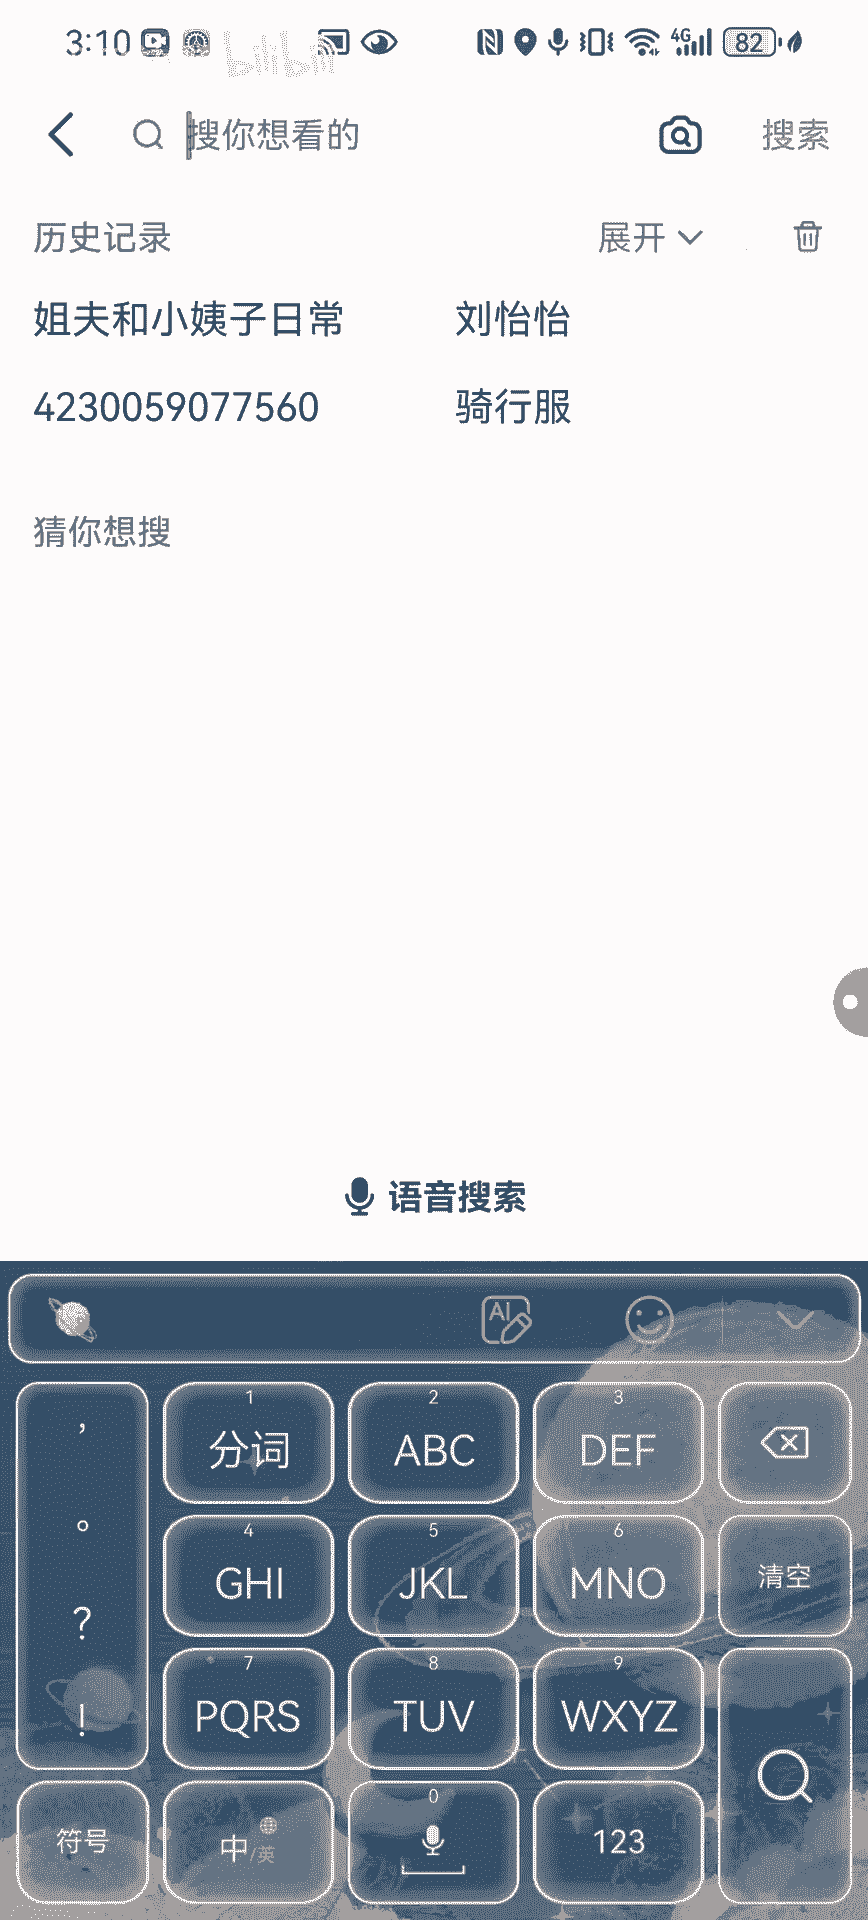 3:10 bilibili 4G 82
搜你想看的 搜索
历史记录 展开
姐夫和小姨子日常 刘怡怡
4230059077560 骑行服
猜你想搜
语音搜索
AI
, 1 分词 2 ABC 3 DEF
。 4 GHI 5 JKL 6 MNO 清空
? 7 PQRS 8 TUV 9 WXYZ
!
符号 中/英 0 123